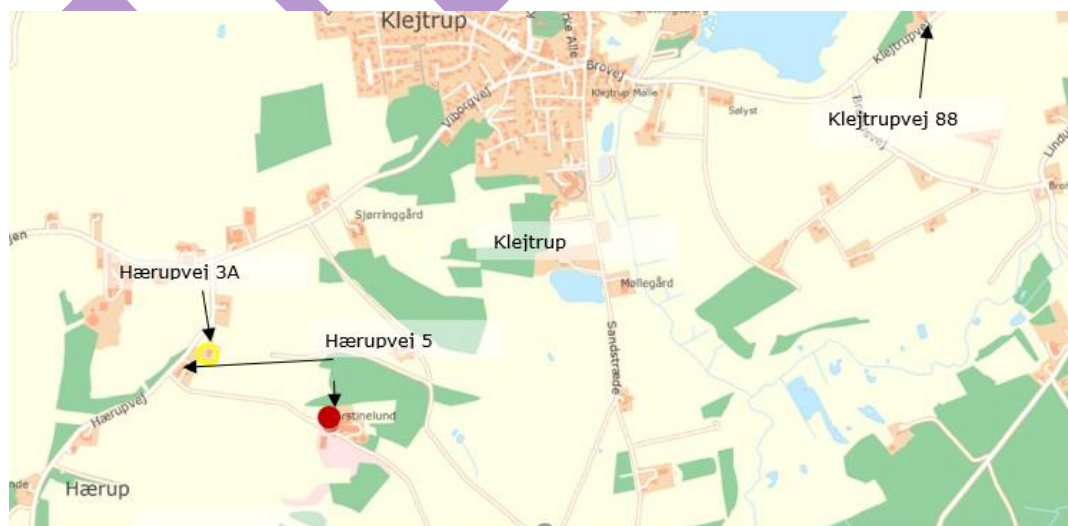 Klejtrup
Brovej
Klejtrup Mølle
Klejtrupvej
Sølyst
Klejtrupvej 88
Viborgvej
Sjørringgård
Klejtrup
Hærupvej 3A
Møllegård
Hærupvej 5
Sandstræde
Hærupvej
Hærup